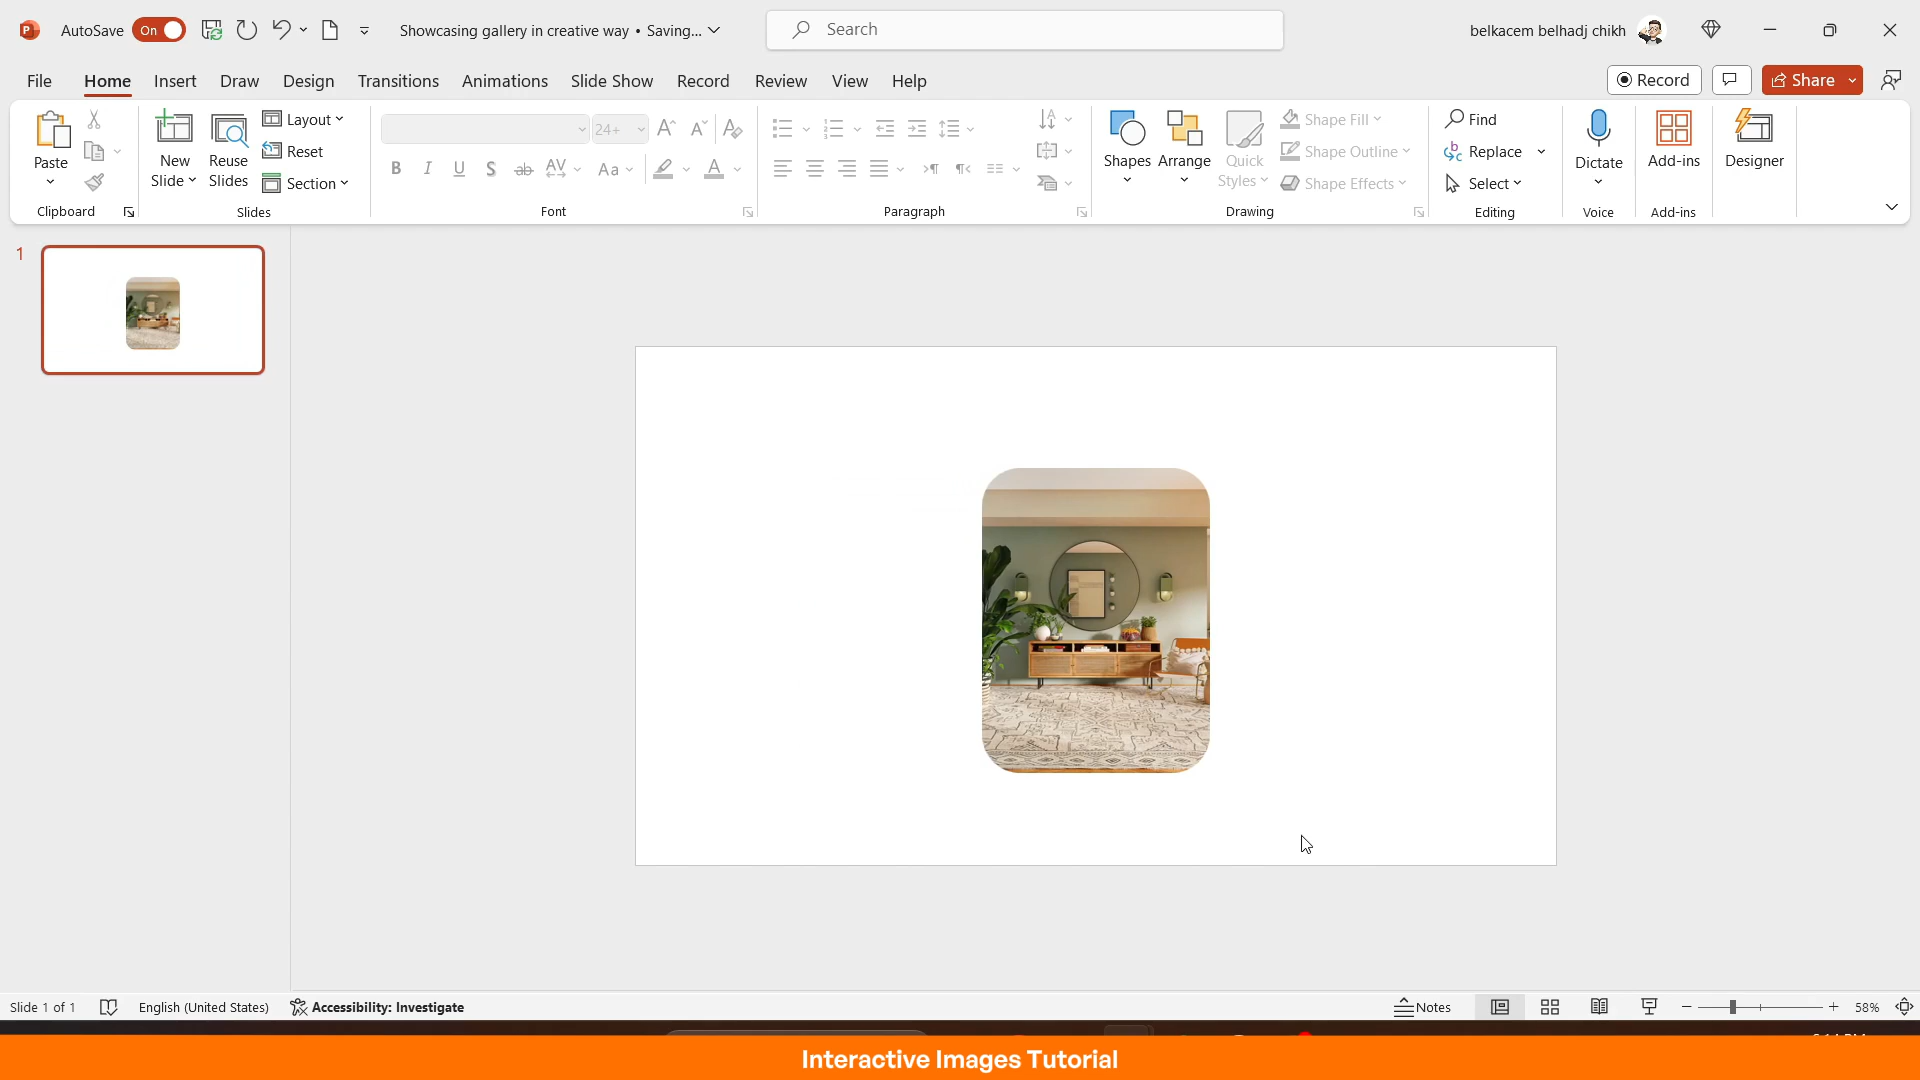 AutoSave On Showcasing gallery in creative way • Saving... Search belkacem belhadj chikh
File Home Insert Draw Design Transitions Animations Slide Show Record Review View Help Record Share
Paste
New Slide
Reuse Slides
Layout
Reset
Section
24+
Shapes
Arrange
Quick Styles
Shape Fill
Shape Outline
Shape Effects
Find
Replace
Select
Dictate
Add-ins
Designer
Clipboard Slides Font Paragraph Drawing Editing Voice Add-ins
1
Slide 1 of 1 English (United States) Accessibility: Investigate Notes 58%
Interactive Images Tutorial